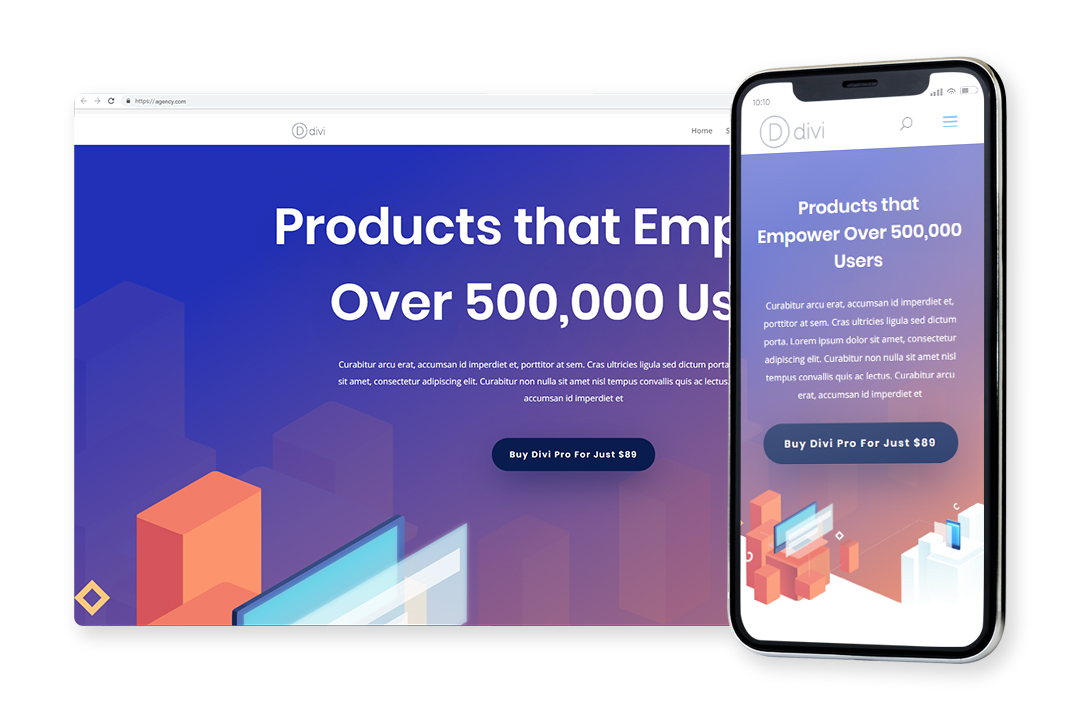 https://agency.com
D divi
Home S
Products that Emp
Over 500,000 Us
Curabitur arcu erat, accumsan id imperdiet et, porttitor at sem. Cras ultricies ligula sed dictum porta
sit amet, consectetur adipiscing elit. Curabitur non nulla sit amet nisl tempus convallis quis ac lectus.
accumsan id imperdiet et
Buy Divi Pro For Just $89
10:10
D divi
Products that
Empower Over 500,000
Users
Curabitur arcu erat, accumsan id imperdiet et,
porttitor at sem. Cras ultricies ligula sed dictum
porta. Lorem ipsum dolor sit amet, consectetur
adipiscing elit. Curabitur non nulla sit amet nisl
tempus convallis quis ac lectus. Curabitur arcu
erat, accumsan id imperdiet et
Buy Divi Pro For Just $89